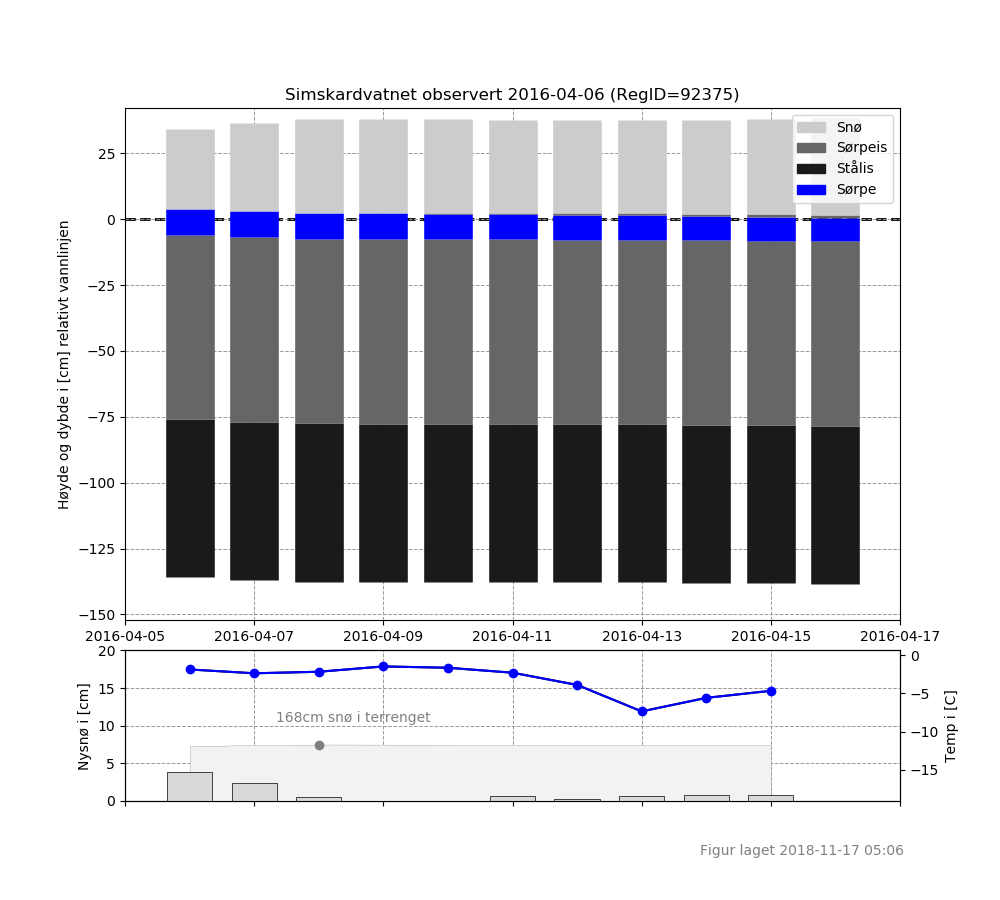 Simskardvatnet observert 2016-04-06 (RegID=92375)
Snø
Sørpeis
Stålis
Sørpe
Høyde og dybde i [cm] relativt vannlinjen
25
0
−25
−50
−75
−100
−125
−150
2016-04-05 2016-04-07 2016-04-09 2016-04-11 2016-04-13 2016-04-15 2016-04-17
Nysnø i [cm]
20
15
10
5
0
168cm snø i terrenget
0
−5
−10
−15
Temp i [C]
Figur laget 2018-11-17 05:06